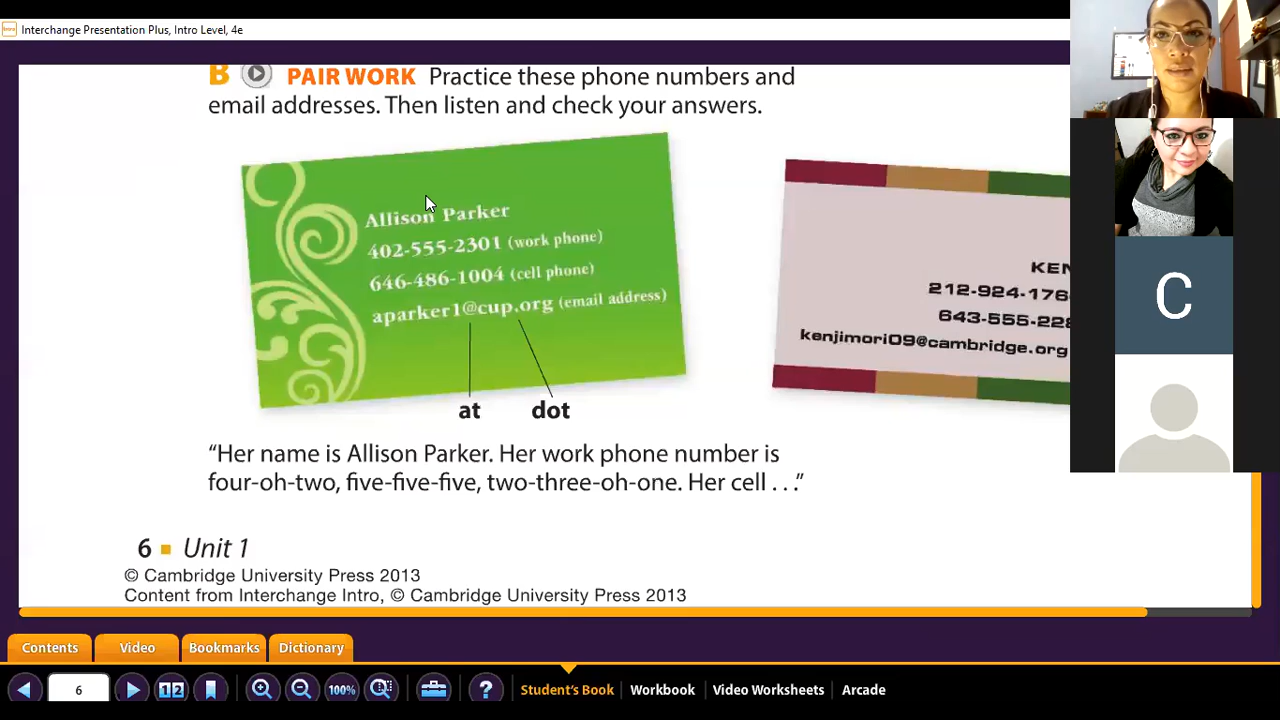 Interchange Presentation Plus, Intro Level, 4e
B PAIR WORK Practice these phone numbers and
email addresses. Then listen and check your answers.
Allison Parker
402-555-2301 (work phone)
646-486-1004 (cell phone)
aparker1@cup.org (email address)
at dot
KEN
212-924-176
643-555-22
kenjimori09@cambridge.org
C
"Her name is Allison Parker. Her work phone number is
four-oh-two, five-five-five, two-three-oh-one. Her cell . . ."
6 Unit 1
© Cambridge University Press 2013
Content from Interchange Intro, © Cambridge University Press 2013
Contents Video Bookmarks Dictionary
6 1 2 100% ? Student's Book Workbook Video Worksheets Arcade